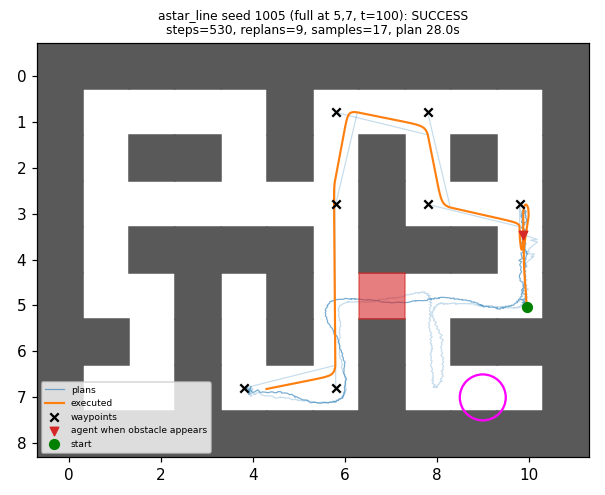 astar_line seed 1005 (full at 5,7, t=100): SUCCESS
steps=530, replans=9, samples=17, plan 28.0s
0
1
2
3
4
5
6
7
8
plans
executed
waypoints
agent when obstacle appears
start
0
2
4
6
8
10